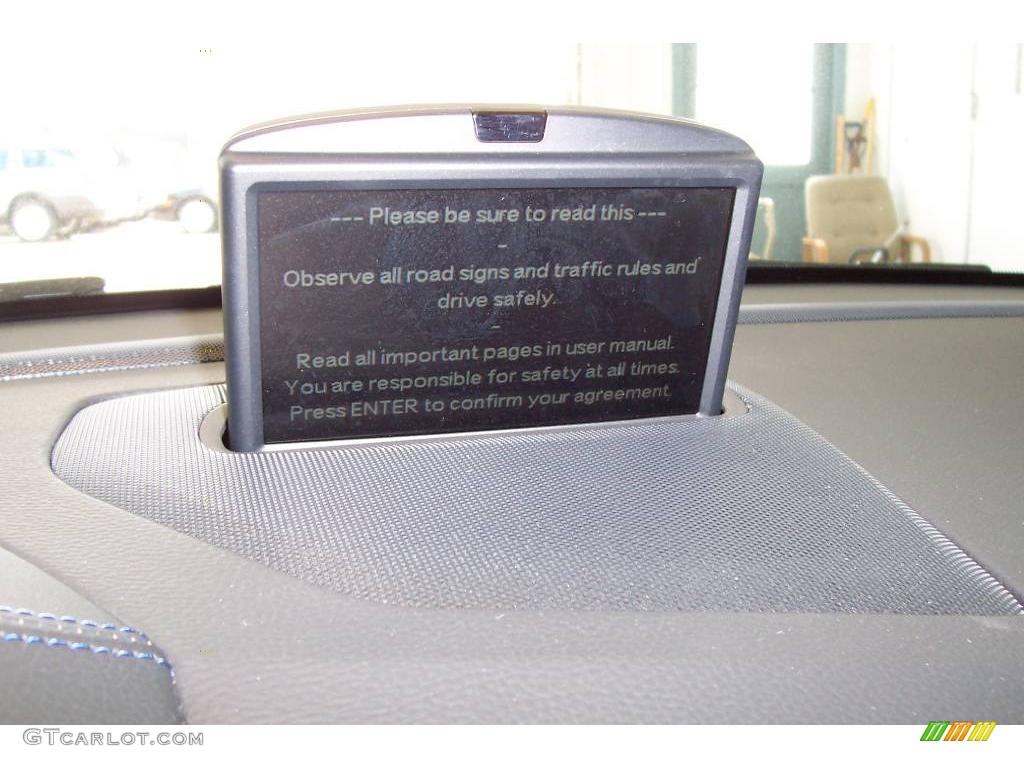 --- Please be sure to read this ---
-
Observe all road signs and traffic rules and
drive safely.
-
Read all important pages in user manual.
You are responsible for safety at all times.
Press ENTER to confirm your agreement.
GTCARLOT.COM